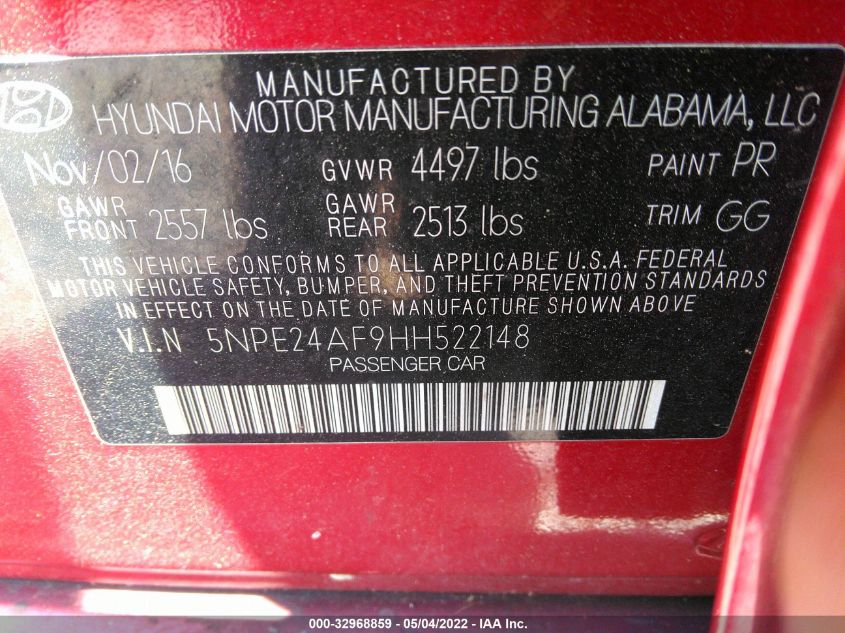 MANUFACTURED BY
HYUNDAI MOTOR MANUFACTURING ALABAMA, LLC
Nov/02/16 GVWR 4497 lbs PAINT PR
GAWR FRONT 2557 lbs GAWR REAR 2513 lbs TRIM GG
THIS VEHICLE CONFORMS TO ALL APPLICABLE U.S.A. FEDERAL
MOTOR VEHICLE SAFETY, BUMPER, AND THEFT PREVENTION STANDARDS
IN EFFECT ON THE DATE OF MANUFACTURE SHOWN ABOVE
V.I.N 5NPE24AF9HH522148
PASSENGER CAR
000-32968859 - 05/04/2022 - IAA Inc.